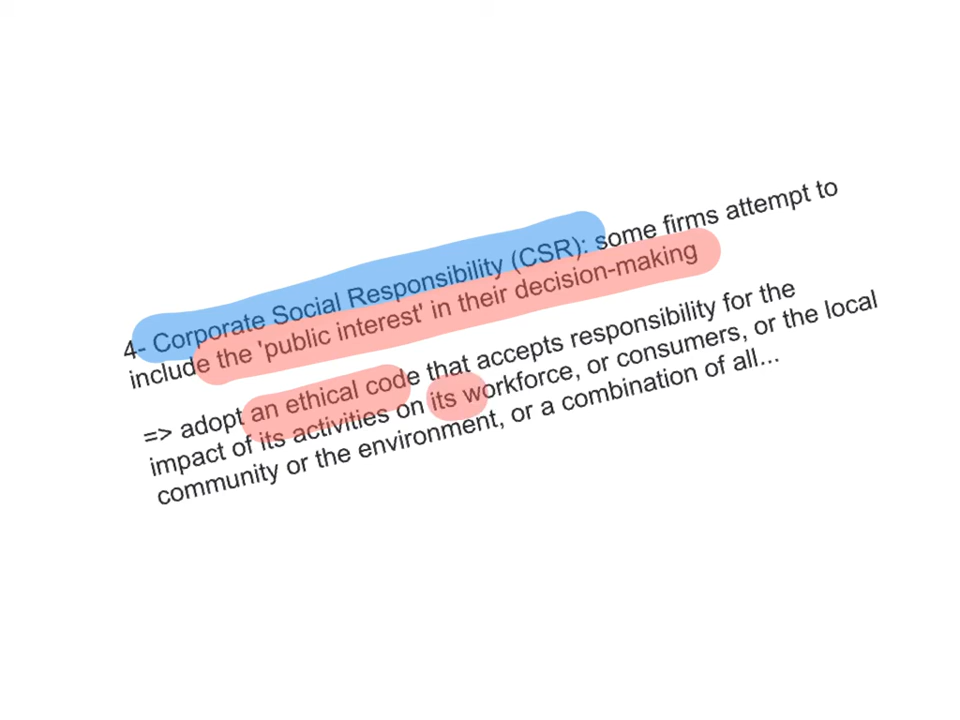 4- Corporate Social Responsibility (CSR): some firms attempt to
include the 'public interest' in their decision-making
=> adopt an ethical code that accepts responsibility for the
impact of its activities on its workforce, or consumers, or the local
community or the environment, or a combination of all...